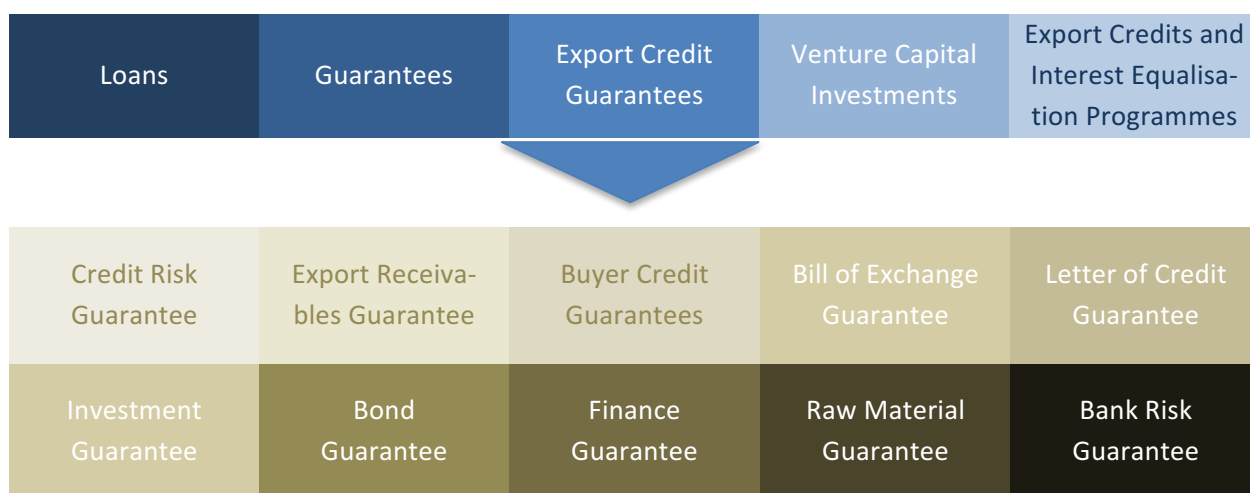 Loans
Guarantees
Export Credit
Guarantees
Venture Capital
Investments
Export Credits and
Interest Equalisa-
tion Programmes
Credit Risk
Guarantee
Export Receiva-
bles Guarantee
Buyer Credit
Guarantees
Bill of Exchange
Guarantee
Letter of Credit
Guarantee
Investment
Guarantee
Bond
Guarantee
Finance
Guarantee
Raw Material
Guarantee
Bank Risk
Guarantee